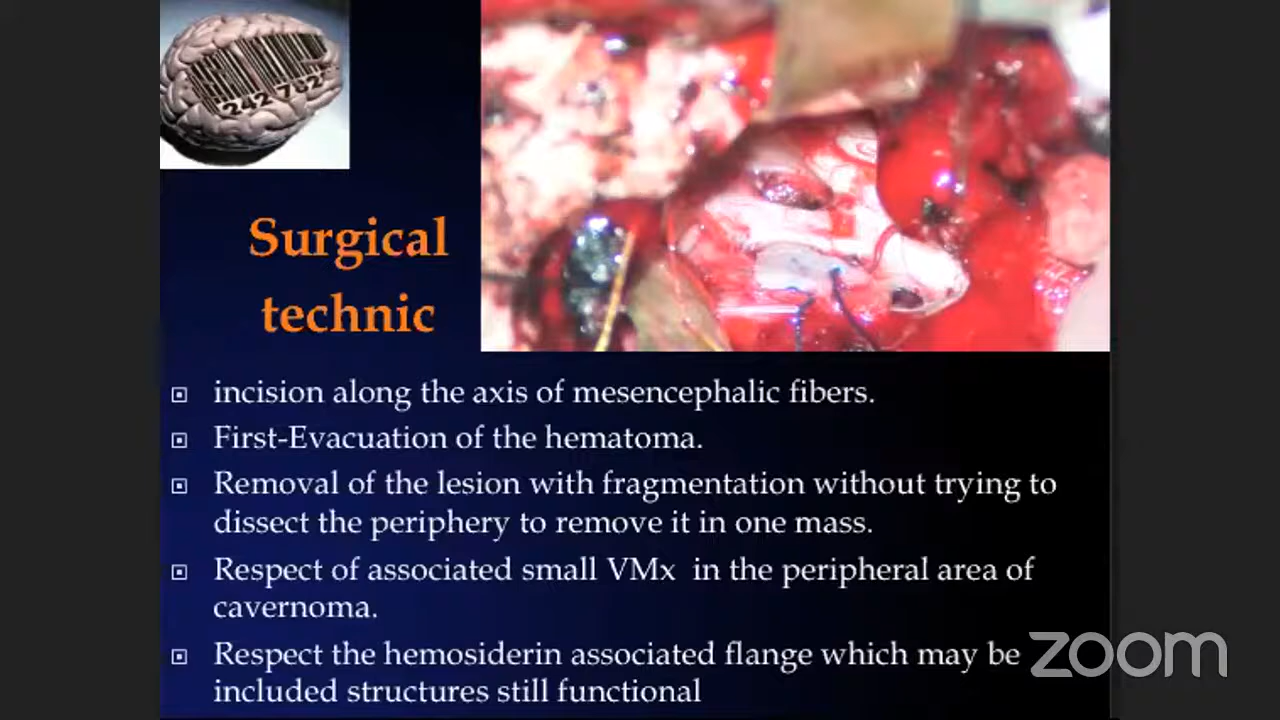 242 782
Surgical
technic
incision along the axis of mesencephalic fibers.
First-Evacuation of the hematoma.
Removal of the lesion with fragmentation without trying to
dissect the periphery to remove it in one mass.
Respect of associated small VMx in the peripheral area of
cavernoma.
Respect the hemosiderin associated flange which may be
included structures still functional
zoom